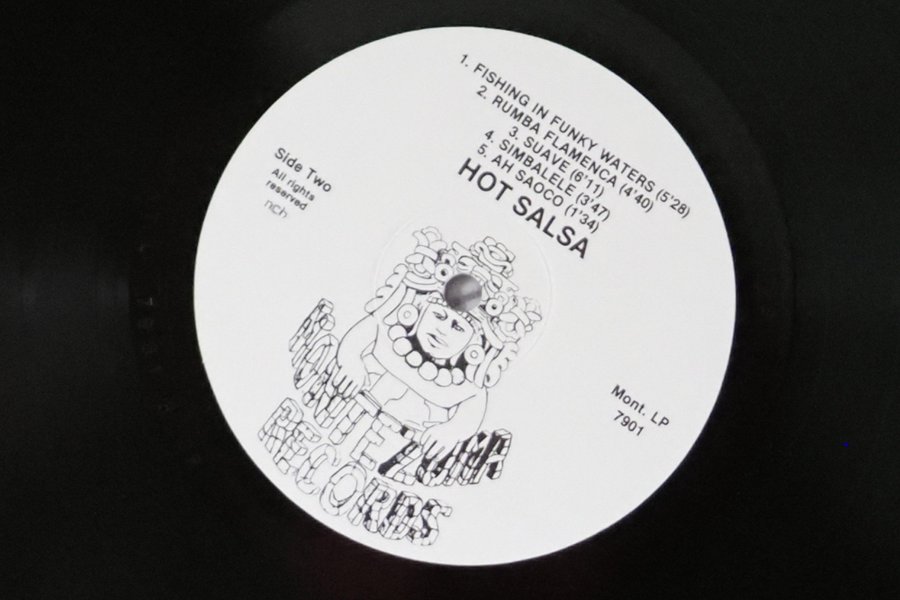 1. FISHING IN FUNKY WATERS (5'28)
2. RUMBA FLAMENCA (4'40)
3. SUAVE (6'11)
4. SIMBALELE (3'47)
5. AH SAOCO (1'34)
HOT SALSA
Side Two
All rights
reserved
ncb
Mont. LP
7901
MONTEZUMA
RECORDS